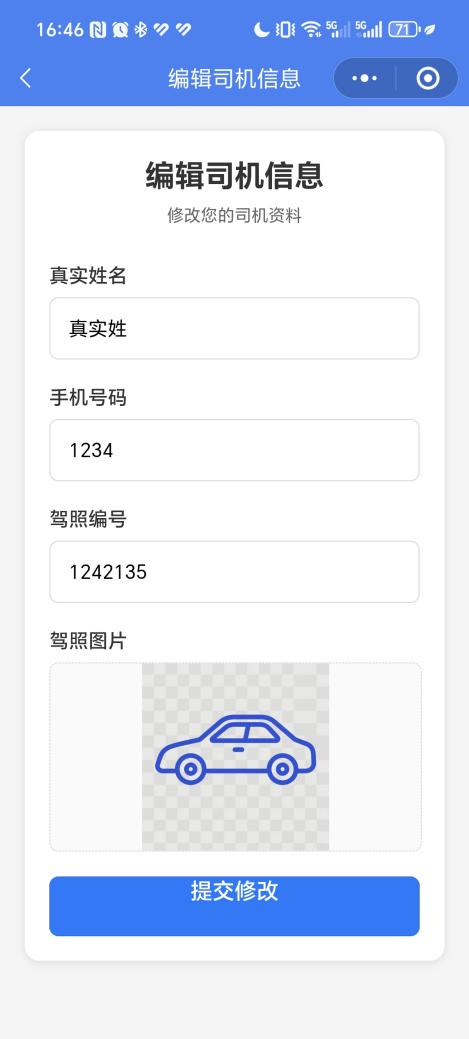 16:46
5G
5G
71
编辑司机信息
编辑司机信息
修改您的司机资料
真实姓名
真实姓
手机号码
1234
驾照编号
1242135
驾照图片
提交修改